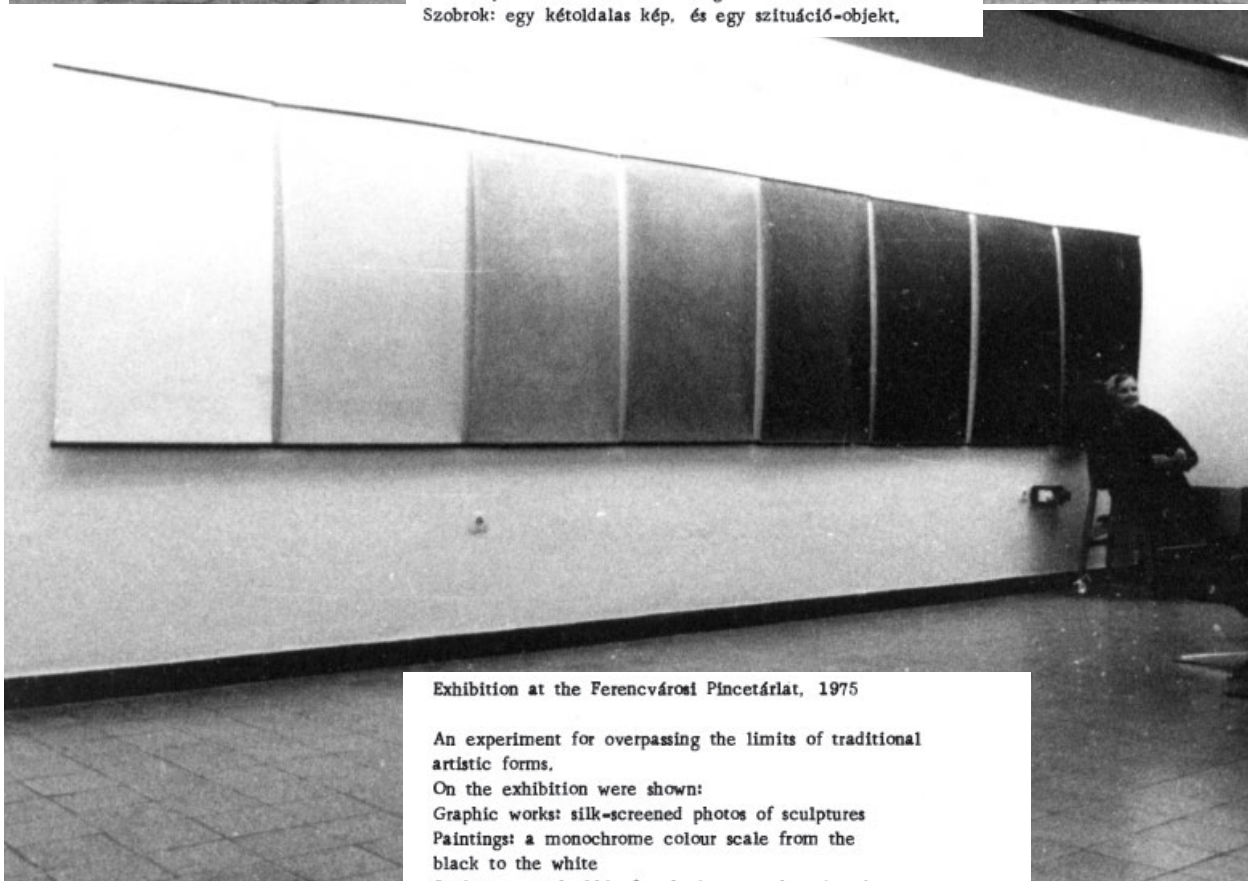 Szobrok: egy kétoldalas kép, és egy szituáció-objekt.
Exhibition at the Ferencvárosi Pincetárlat, 1975
An experiment for overpassing the limits of traditional
artistic forms.
On the exhibition were shown:
Graphic works: silk-screened photos of sculptures
Paintings: a monochrome colour scale from the
black to the white